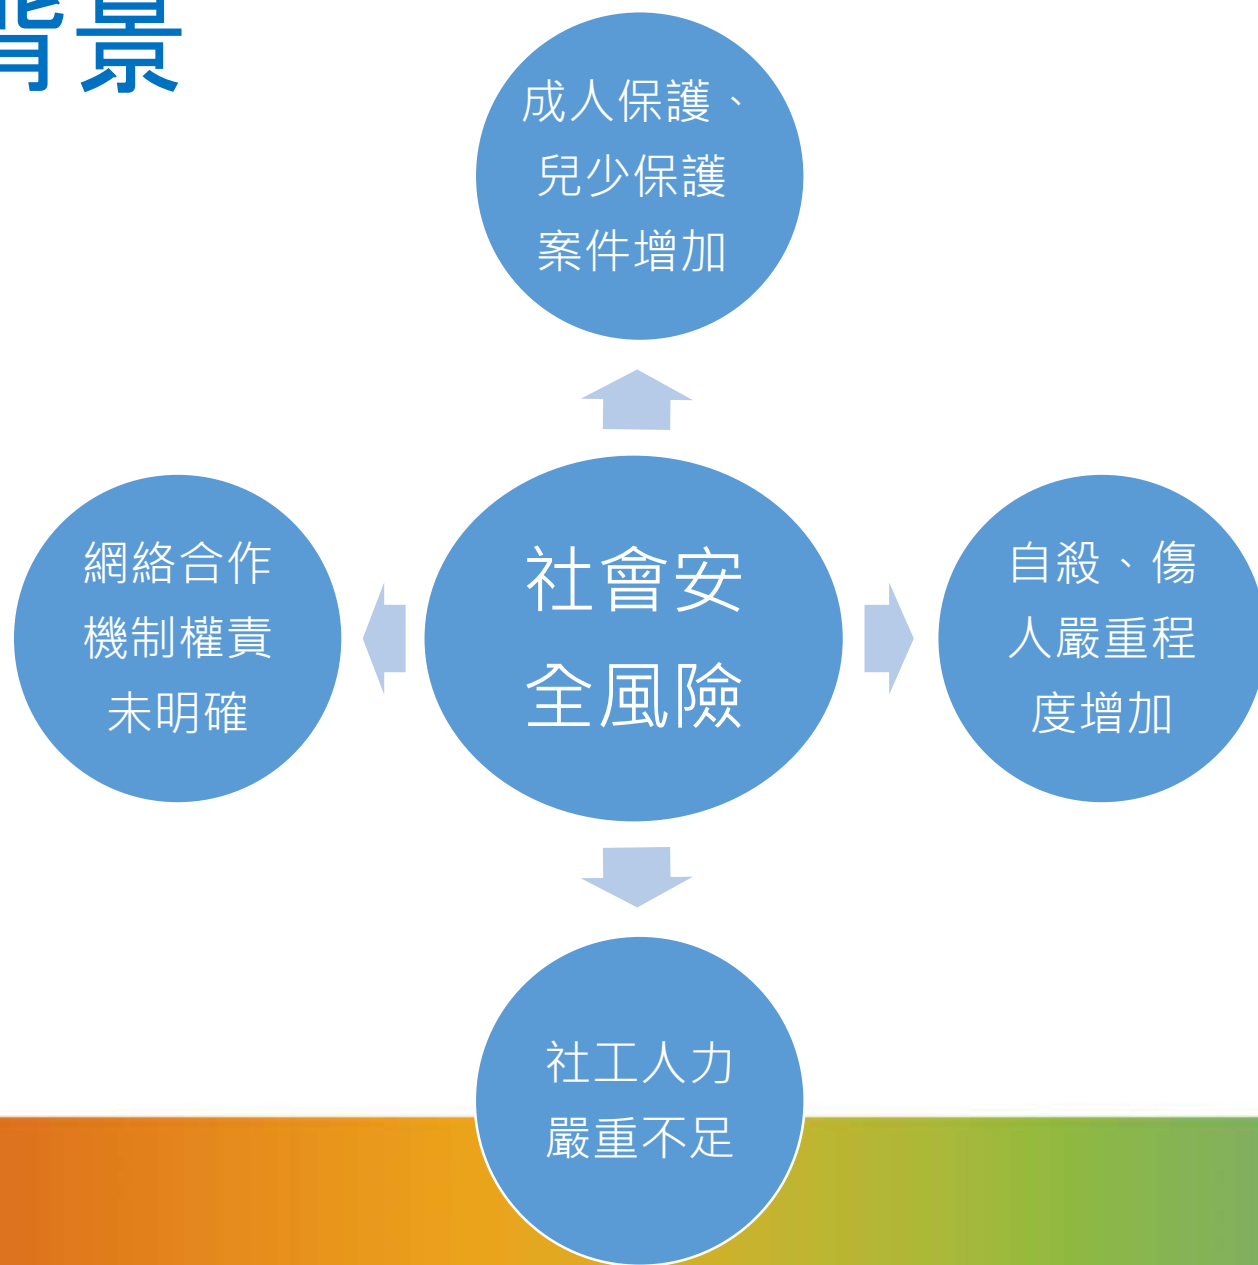 背景
成人保護、
兒少保護
案件增加
網絡合作
機制權責
未明確
社會安
全風險
自殺、傷
人嚴重程
度增加
社工人力
嚴重不足